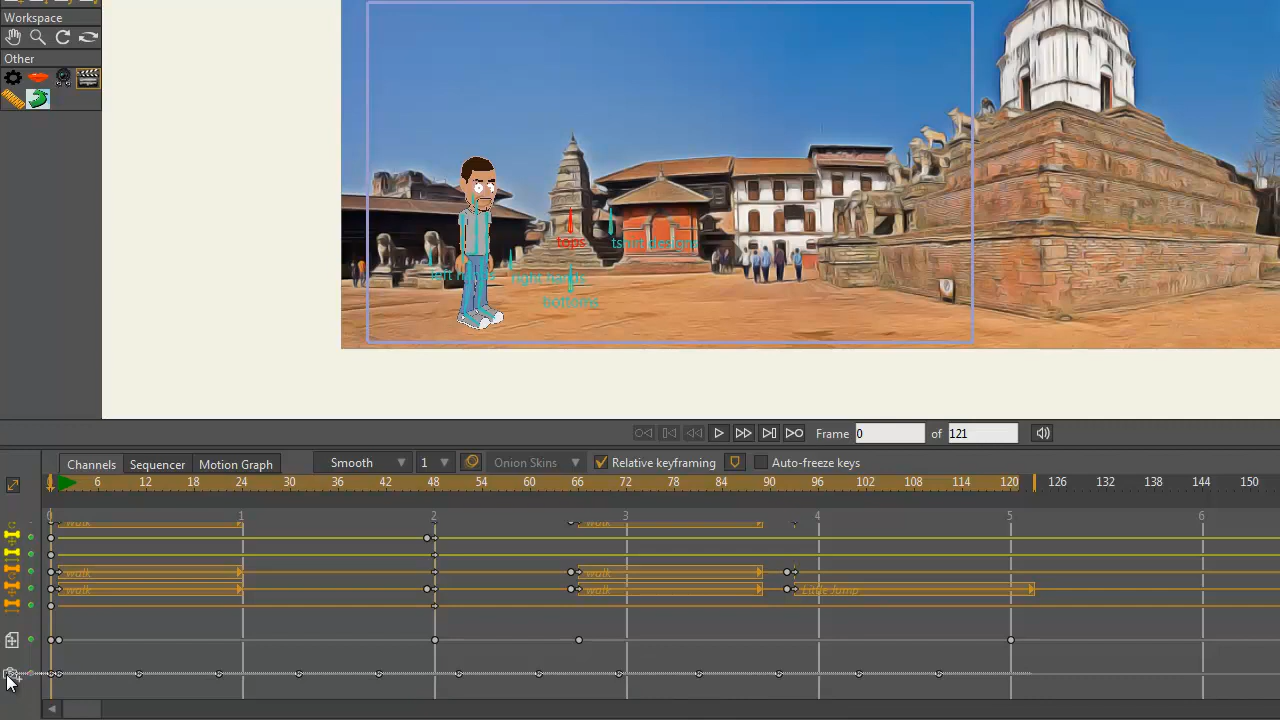 Workspace
Other
tops
tshirt designs
left hands
right hands
bottoms
Frame 0 of 121
Channels Sequencer Motion Graph Smooth 1 Onion Skins Relative keyframing Auto-freeze keys
0 6 12 18 24 30 36 42 48 54 60 66 72 78 84 90 96 102 108 114 120 126 132 138 144 150
0 1 2 3 4 5 6
walk walk
walk walk
walk walk Little Jump